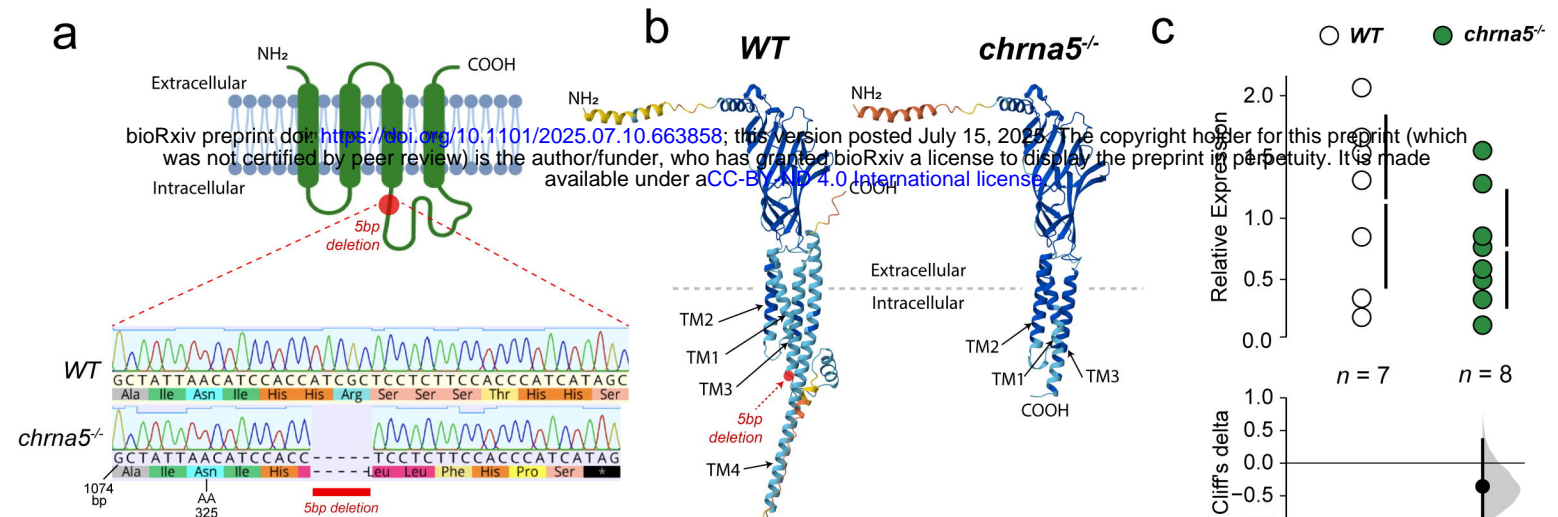 a
NH₂
COOH
Extracellular
Intracellular
5bp
deletion
WT
GCTATTAACATCCACCATCGCTCCTCTTCCACCCATCATAGC
Ala Ile Asn Ile His His Arg Ser Ser Ser Thr His His Ser
chrna5-/-
GCTATTAACATCCACC-----TCCTCTTCCACCCATCATAG
Ala Ile Asn Ile His Leu Leu Phe His Pro Ser *
1074
bp
AA
325
5bp deletion
b
WT
chrna5-/-
NH₂
NH₂
COOH
Extracellular
Intracellular
TM2
TM1
TM3
5bp
deletion
TM4
TM2
TM1
TM3
COOH
bioRxiv preprint doi: https://doi.org/10.1101/2025.07.10.663858; this version posted July 15, 2025. The copyright holder for this preprint (which
was not certified by peer review) is the author/funder, who has granted bioRxiv a license to display the preprint in perpetuity. It is made
available under aCC-BY-ND 4.0 International license.
c
WT chrna5-/-
Relative Expression
2.0
1.5
1.0
0.5
0.0
n = 7 n = 8
Cliff's delta
1.0
0.5
0.0
−0.5